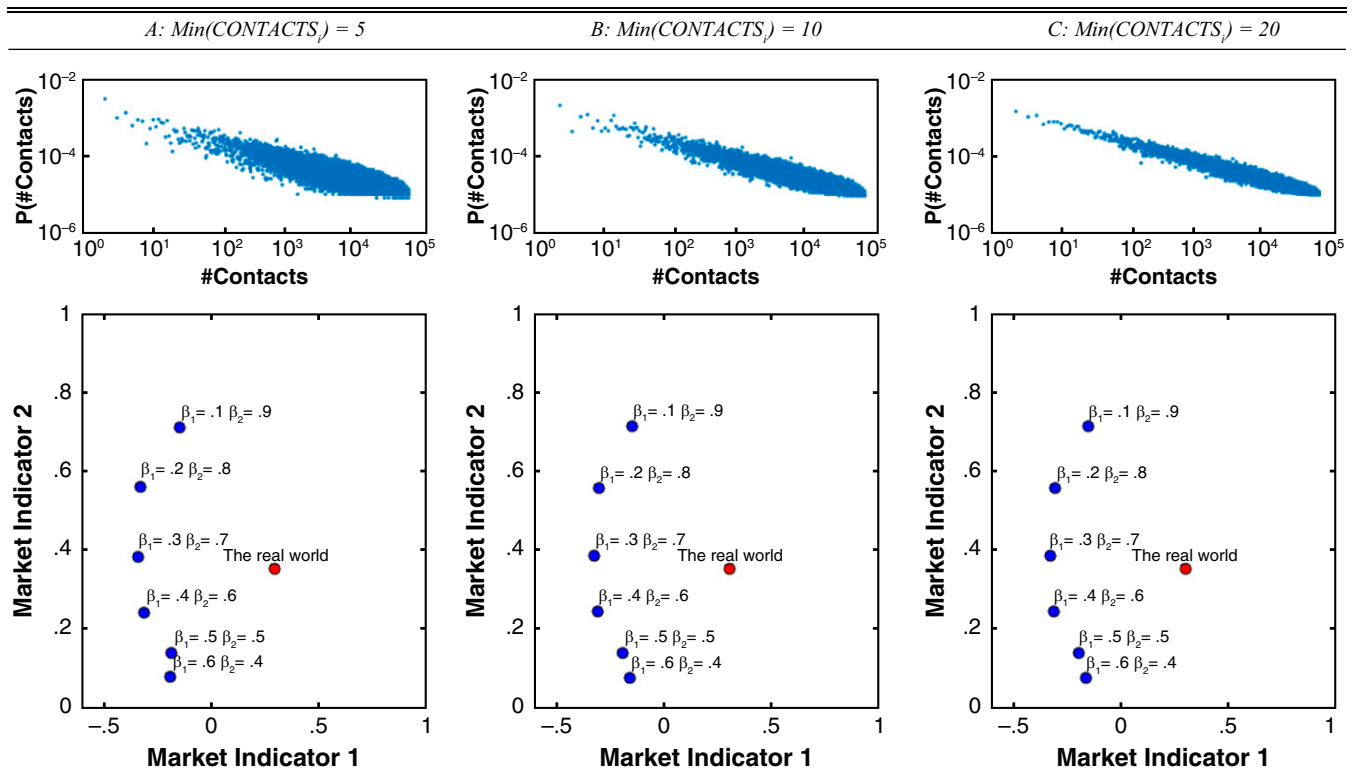 A: Min(CONTACTSᵢ) = 5
B: Min(CONTACTSᵢ) = 10
C: Min(CONTACTSᵢ) = 20
P(#Contacts)
10⁻²
10⁻⁴
10⁻⁶
10⁰ 10¹ 10² 10³ 10⁴ 10⁵
#Contacts
P(#Contacts)
10⁻²
10⁻⁴
10⁻⁶
10⁰ 10¹ 10² 10³ 10⁴ 10⁵
#Contacts
P(#Contacts)
10⁻²
10⁻⁴
10⁻⁶
10⁰ 10¹ 10² 10³ 10⁴ 10⁵
#Contacts
Market Indicator 2
1
.8
.6
.4
.2
0
β₁= .1 β₂= .9
β₁= .2 β₂= .8
β₁= .3 β₂= .7
The real world
β₁= .4 β₂= .6
β₁= .5 β₂= .5
β₁= .6 β₂= .4
–.5 0 .5 1
Market Indicator 1
Market Indicator 2
1
.8
.6
.4
.2
0
β₁= .1 β₂= .9
β₁= .2 β₂= .8
β₁= .3 β₂= .7
The real world
β₁= .4 β₂= .6
β₁= .5 β₂= .5
β₁= .6 β₂= .4
–.5 0 .5 1
Market Indicator 1
Market Indicator 2
1
.8
.6
.4
.2
0
β₁= .1 β₂= .9
β₁= .2 β₂= .8
β₁= .3 β₂= .7
The real world
β₁= .4 β₂= .6
β₁= .5 β₂= .5
β₁= .6 β₂= .4
–.5 0 .5 1
Market Indicator 1